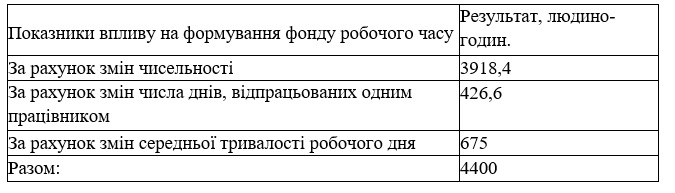 Показники впливу на формування фонду робочого часу
Результат, людино-
годин.
За рахунок змін чисельності
3918,4
За рахунок змін числа днів, відпрацьованих одним
працівником
426,6
За рахунок змін середньої тривалості робочого дня
675
Разом:
4400